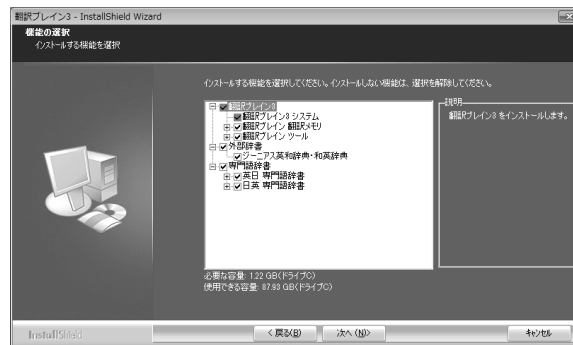 翻訳ブレイン3 - InstallShield Wizard
機能の選択
インストールする機能を選択
インストールする機能を選択してください。インストールしない機能は、選択を解除してください。
翻訳ブレイン3
翻訳ブレイン3 システム
翻訳ブレイン 翻訳メモリ
翻訳ブレイン ツール
外部辞書
ジーニアス英和辞典・和英辞典
専門語辞書
英日 専門語辞書
日英 専門語辞書
説明
翻訳ブレイン3 をインストールします。
必要な容量: 1.22 GB(ドライブC)
使用できる容量: 87.93 GB(ドライブC)
InstallShield
< 戻る(B)
次へ (N)>
キャンセル